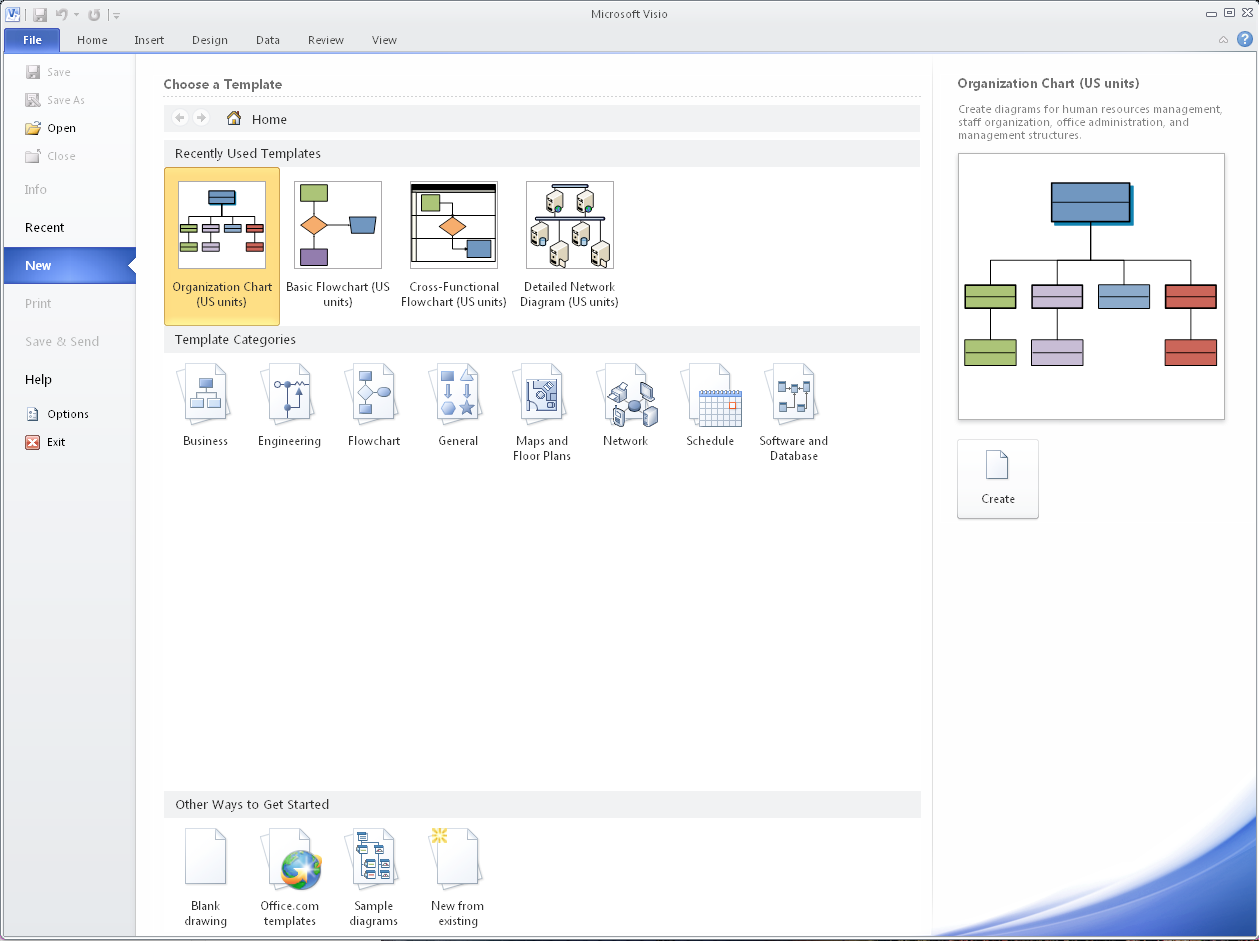 Microsoft Visio
File Home Insert Design Data Review View
Save
Save As
Open
Close
Info
Recent
New
Print
Save & Send
Help
Options
Exit
Choose a Template
Home
Recently Used Templates
Organization Chart
(US units)
Basic Flowchart (US
units)
Cross-Functional
Flowchart (US units)
Detailed Network
Diagram (US units)
Template Categories
Business
Engineering
Flowchart
General
Maps and
Floor Plans
Network
Schedule
Software and
Database
Other Ways to Get Started
Blank
drawing
Office.com
templates
Sample
diagrams
New from
existing
Organization Chart (US units)
Create diagrams for human resources management,
staff organization, office administration, and
management structures.
Create